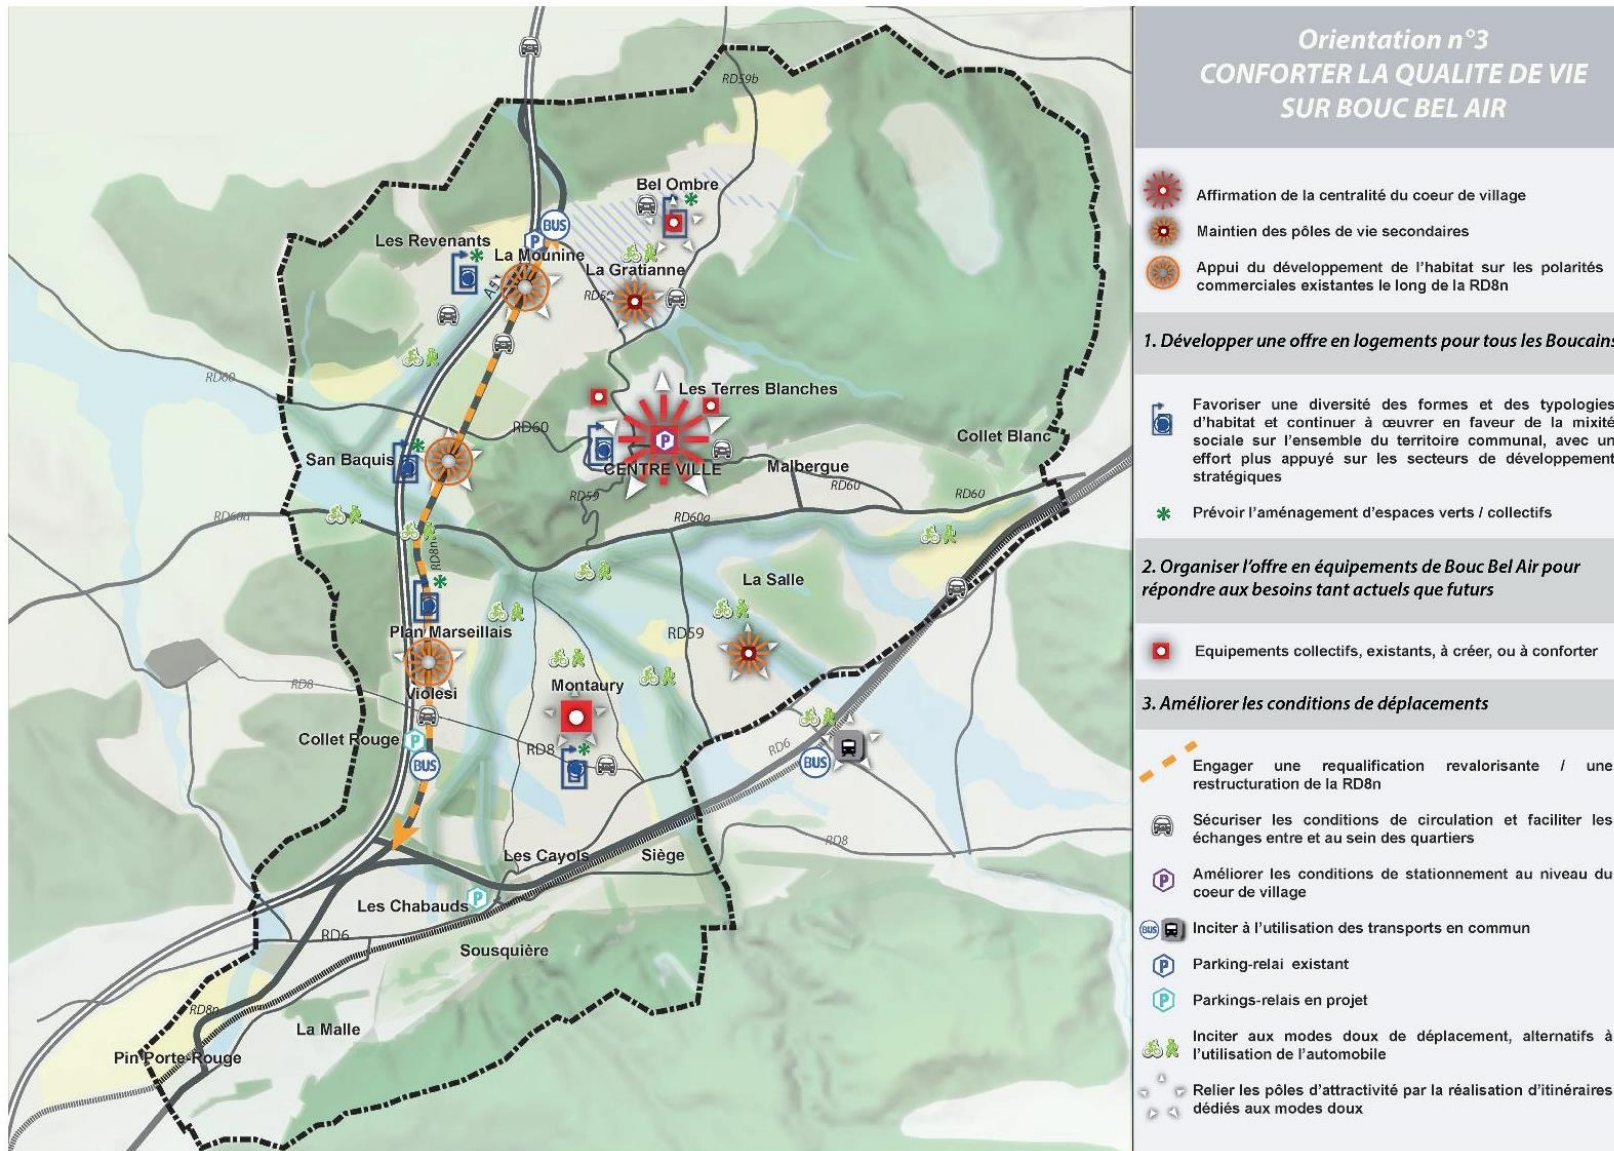 Orientation n°3
CONFORTER LA QUALITE DE VIE
SUR BOUC BEL AIR
Affirmation de la centralité du coeur de village
Maintien des pôles de vie secondaires
Appui du développement de l'habitat sur les polarités
commerciales existantes le long de la RD8n
1. Développer une offre en logements pour tous les Boucains
Favoriser une diversité des formes et des typologies
d'habitat et continuer à œuvrer en faveur de la mixité
sociale sur l'ensemble du territoire communal, avec un
effort plus appuyé sur les secteurs de développement
stratégiques
Prévoir l'aménagement d'espaces verts / collectifs
2. Organiser l'offre en équipements de Bouc Bel Air pour
répondre aux besoins tant actuels que futurs
Equipements collectifs, existants, à créer, ou à conforter
3. Améliorer les conditions de déplacements
Engager une requalification revalorisante / une
restructuration de la RD8n
Sécuriser les conditions de circulation et faciliter les
échanges entre et au sein des quartiers
P
Améliorer les conditions de stationnement au niveau du
coeur de village
BUS
Inciter à l'utilisation des transports en commun
P
Parking-relai existant
P
Parkings-relais en projet
Inciter aux modes doux de déplacement, alternatifs à
l'utilisation de l'automobile
Relier les pôles d'attractivité par la réalisation d'itinéraires
dédiés aux modes doux
RD59b
Bel Ombre
BUS
P
Les Revenants
La Mounine
La Gratianne
RD60
Les Terres Blanches
RD60
P
San Baquis
CENTRE VILLE
Collet Blanc
Malbergue
RD60
RD60
RD59
RD60a
RD60a
RD8n
La Salle
Plan Marseillais
RD59
Violesi
RD8
Montaury
Collet Rouge
P
BUS
RD8
RD6
BUS
RD8
Les Cayols
Siège
Les Chabauds
P
RD6
Sousquière
RD8n
La Malle
Pin Porte-Rouge